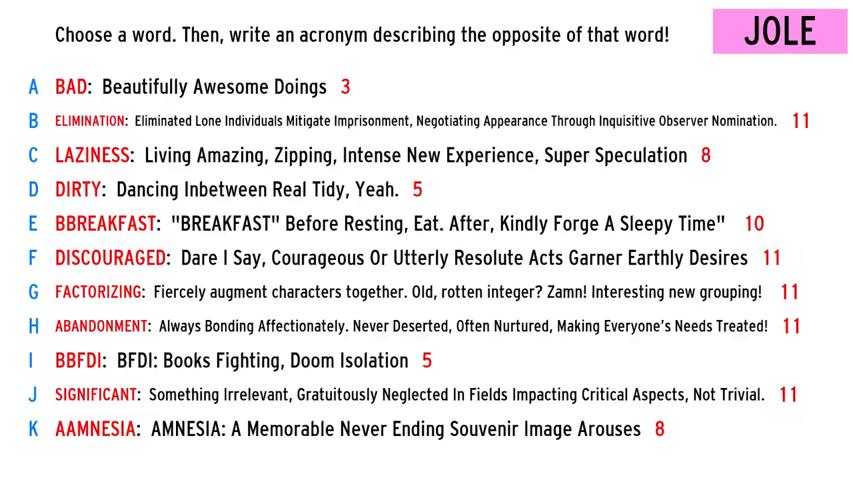 Choose a word. Then, write an acronym describing the opposite of that word!
JOLE
A BAD: Beautifully Awesome Doings 3
B ELIMINATION: Eliminated Lone Individuals Mitigate Imprisonment, Negotiating Appearance Through Inquisitive Observer Nomination. 11
C LAZINESS: Living Amazing, Zipping, Intense New Experience, Super Speculation 8
D DIRTY: Dancing Inbetween Real Tidy, Yeah. 5
E BBREAKFAST: "BREAKFAST" Before Resting, Eat. After, Kindly Forge A Sleepy Time" 10
F DISCOURAGED: Dare I Say, Courageous Or Utterly Resolute Acts Garner Earthly Desires 11
G FACTORIZING: Fiercely augment characters together. Old, rotten integer? Zamn! Interesting new grouping! 11
H ABANDONMENT: Always Bonding Affectionately. Never Deserted, Often Nurtured, Making Everyone's Needs Treated! 11
I BBFDI: BFDI: Books Fighting, Doom Isolation 5
J SIGNIFICANT: Something Irrelevant, Gratuitously Neglected In Fields Impacting Critical Aspects, Not Trivial. 11
K AAMNESIA: AMNESIA: A Memorable Never Ending Souvenir Image Arouses 8